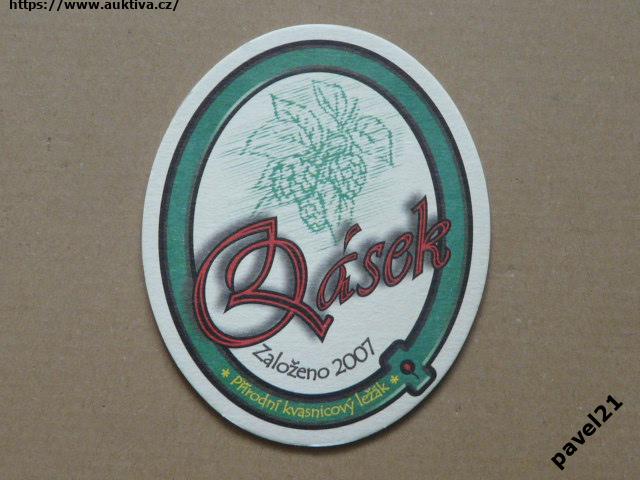 https://www.auktiva.cz/
Qásek
Založeno 2007
* Přírodní kvasnicový ležák *
pavel21